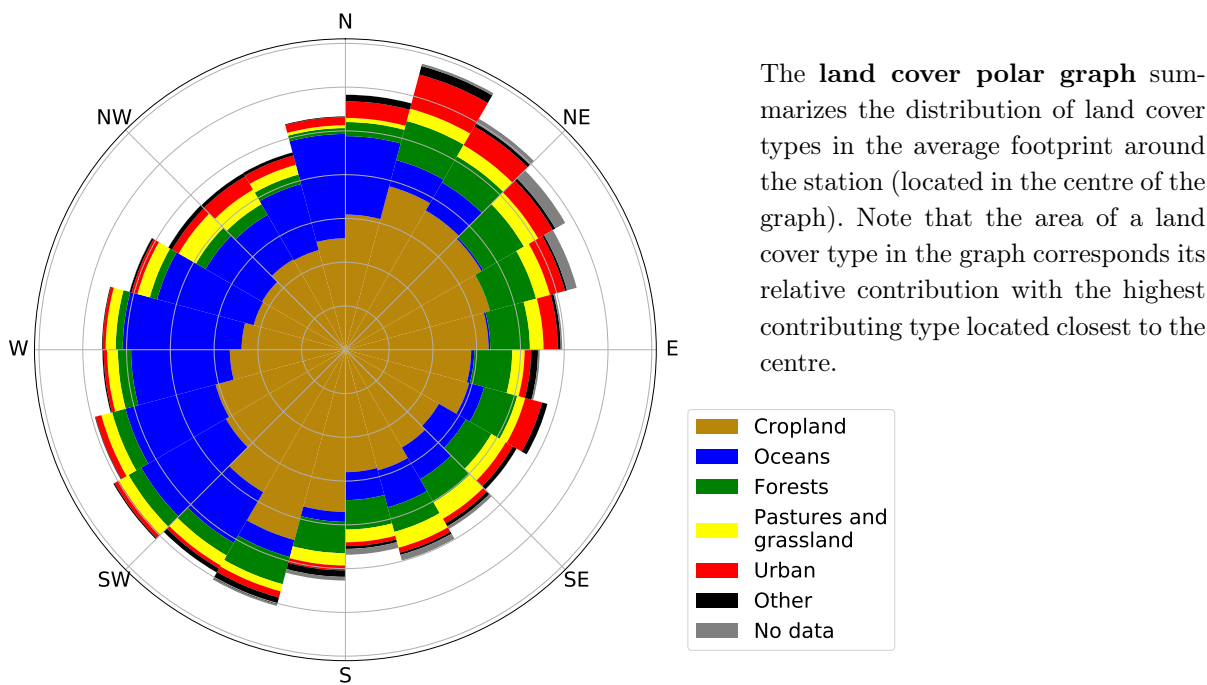 N
NW
NE
W
E
SW
SE
S
The land cover polar graph sum-
marizes the distribution of land cover
types in the average footprint around
the station (located in the centre of the
graph). Note that the area of a land
cover type in the graph corresponds its
relative contribution with the highest
contributing type located closest to the
centre.
Cropland
Oceans
Forests
Pastures and
grassland
Urban
Other
No data